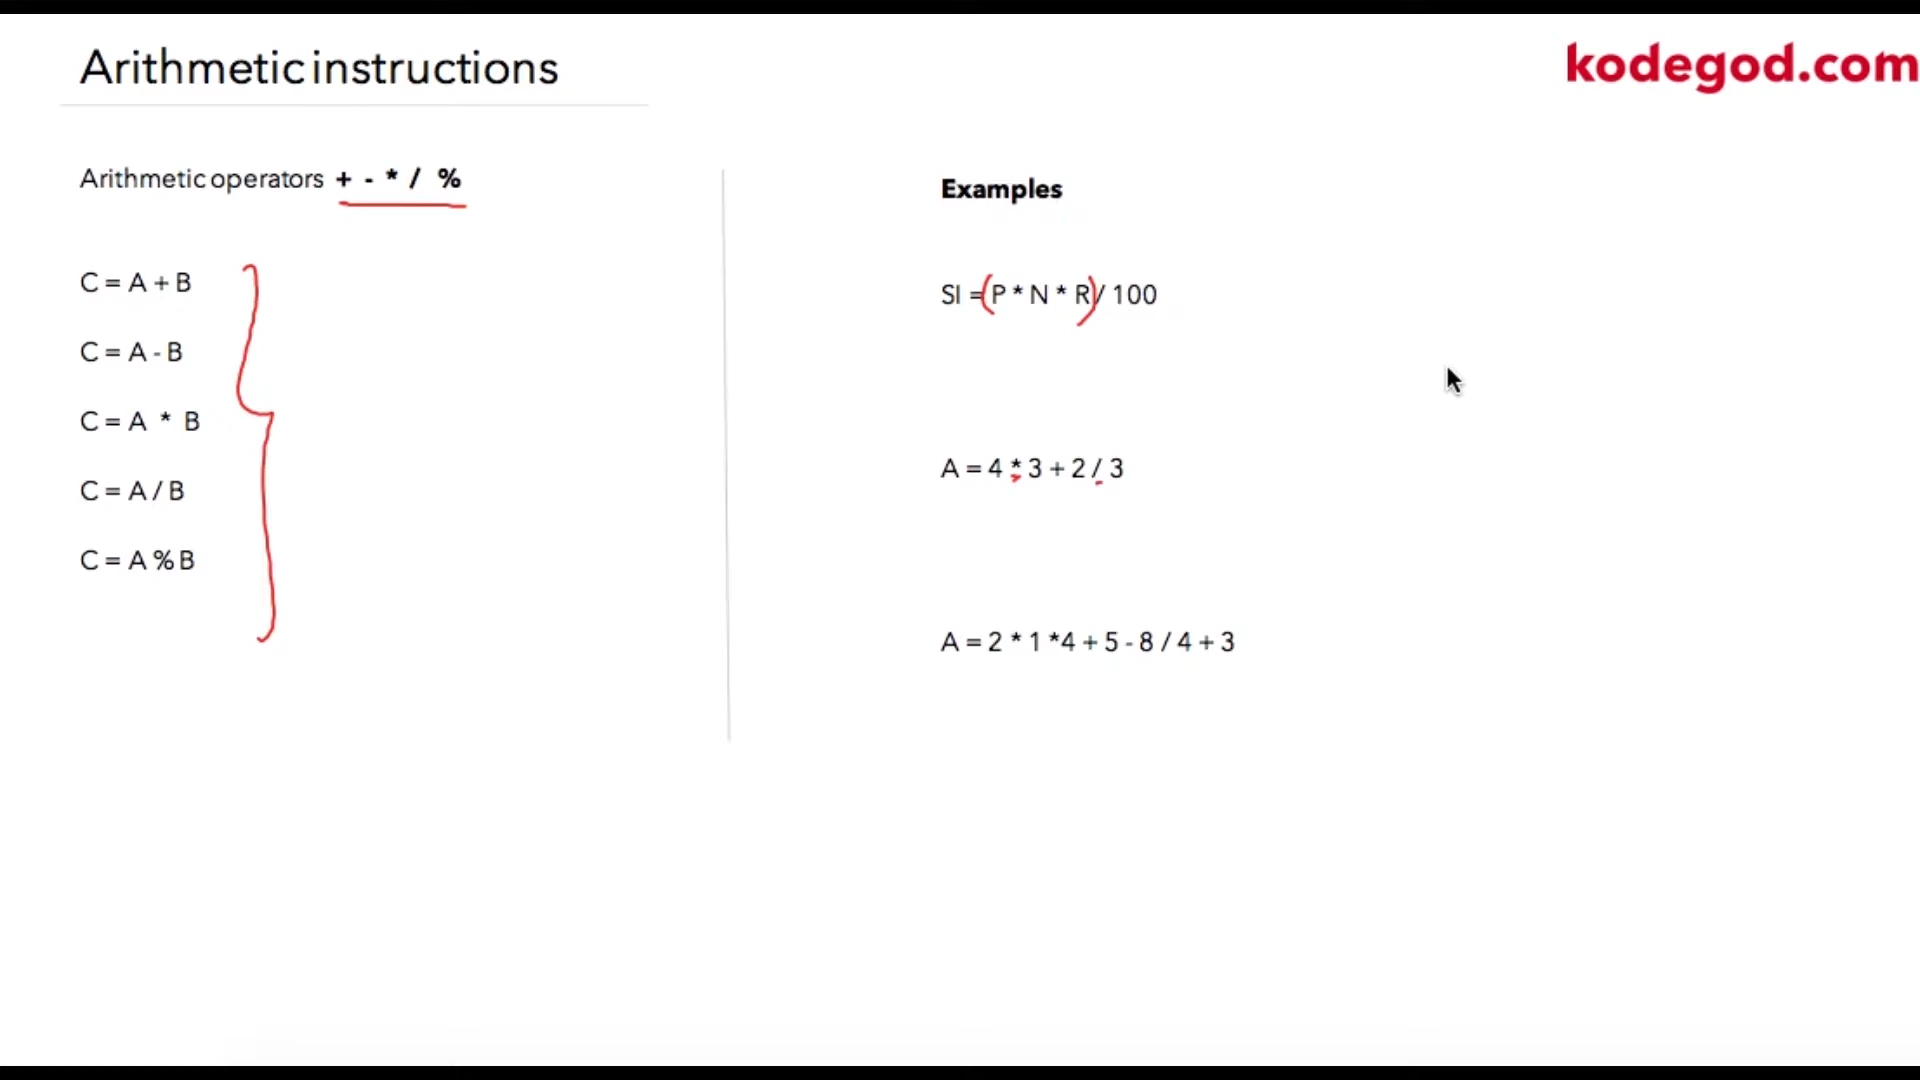 Arithmetic instructions
kodegod.com
Arithmetic operators + - * / %
C = A + B
C = A - B
C = A * B
C = A / B
C = A % B
Examples
SI = (P * N * R) / 100
A = 4 * 3 + 2 / 3
A = 2 * 1 *4 + 5 - 8 / 4 + 3